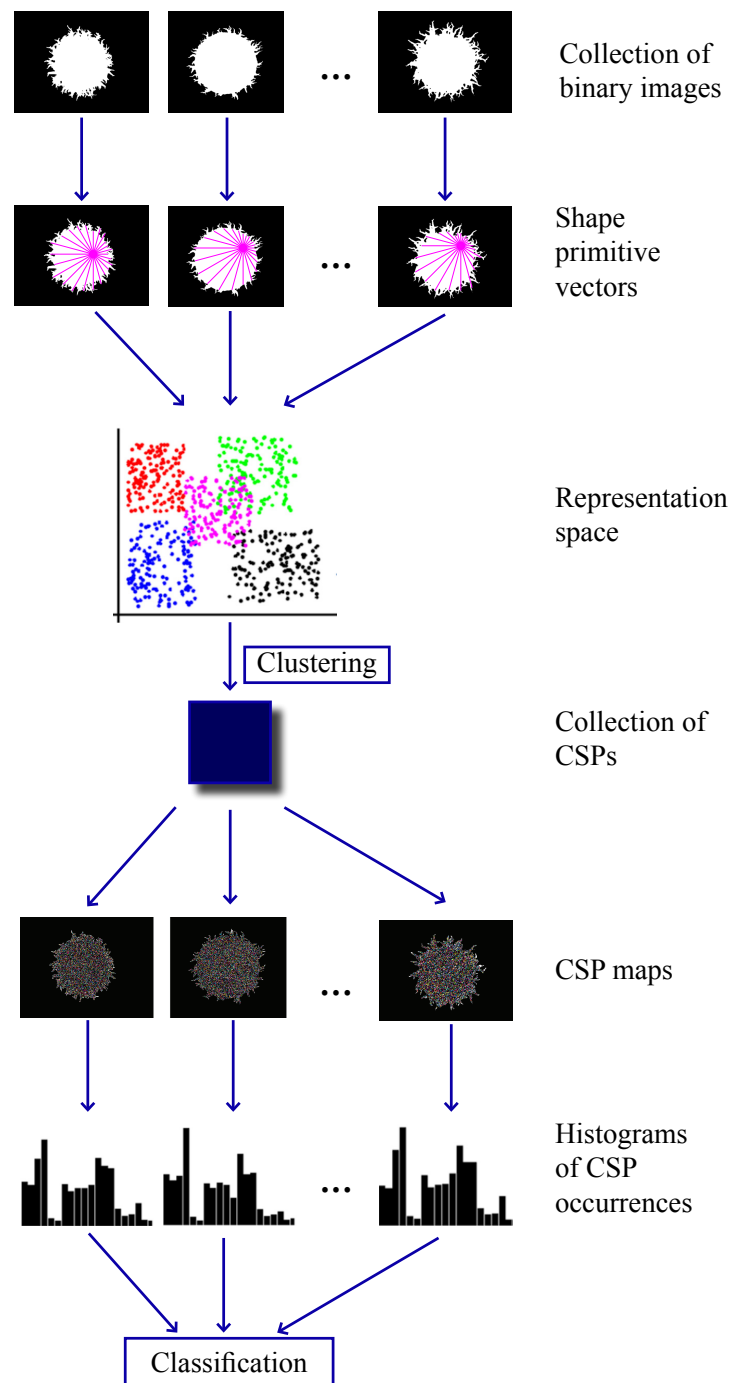 Collection of
binary images
...
Shape
primitive
vectors
...
Representation
space
Clustering
Collection of
CSPs
CSP maps
...
Histograms
of CSP
occurrences
...
Classification